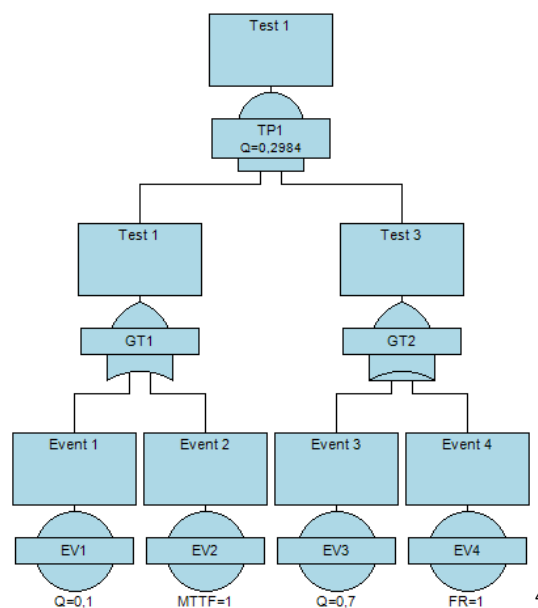 Test 1
TP1
Q=0,2984
Test 1
Test 3
GT1
GT2
Event 1
Event 2
Event 3
Event 4
EV1
EV2
EV3
EV4
Q=0,1
MTTF=1
Q=0,7
FR=1